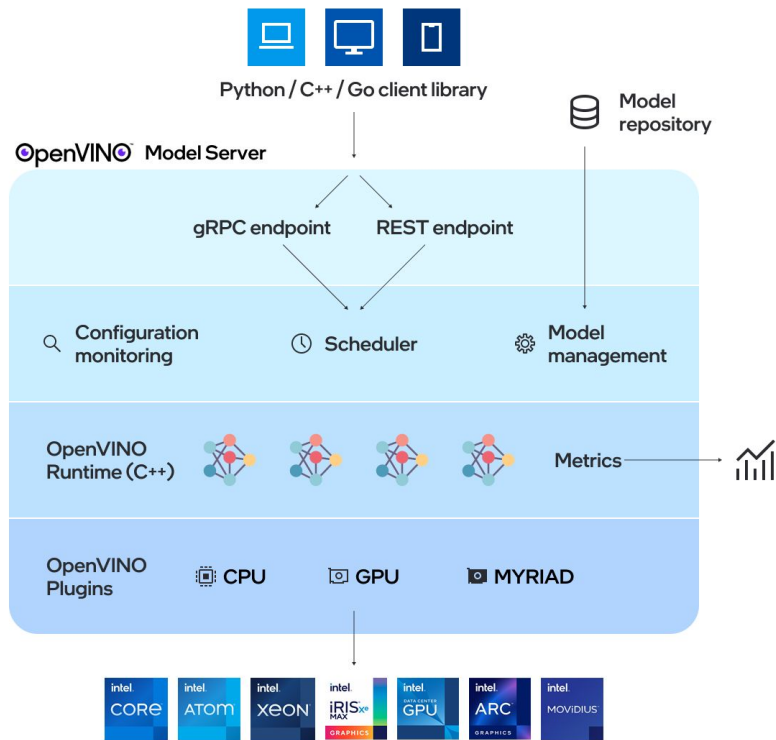 Python / C++ / Go client library
Model
repository
OpenVINO™ Model Server
gRPC endpoint
REST endpoint
Configuration
monitoring
Scheduler
Model
management
OpenVINO
Runtime (C++)
Metrics
OpenVINO
Plugins
CPU
GPU
MYRIAD
intel.
CORE
intel.
ATOM
intel.
XEON
intel.
iRIS Xe
MAX
GRAPHICS
intel.
DATA CENTER
GPU
intel.
ARC
GRAPHICS
intel.
MOVIDIUS